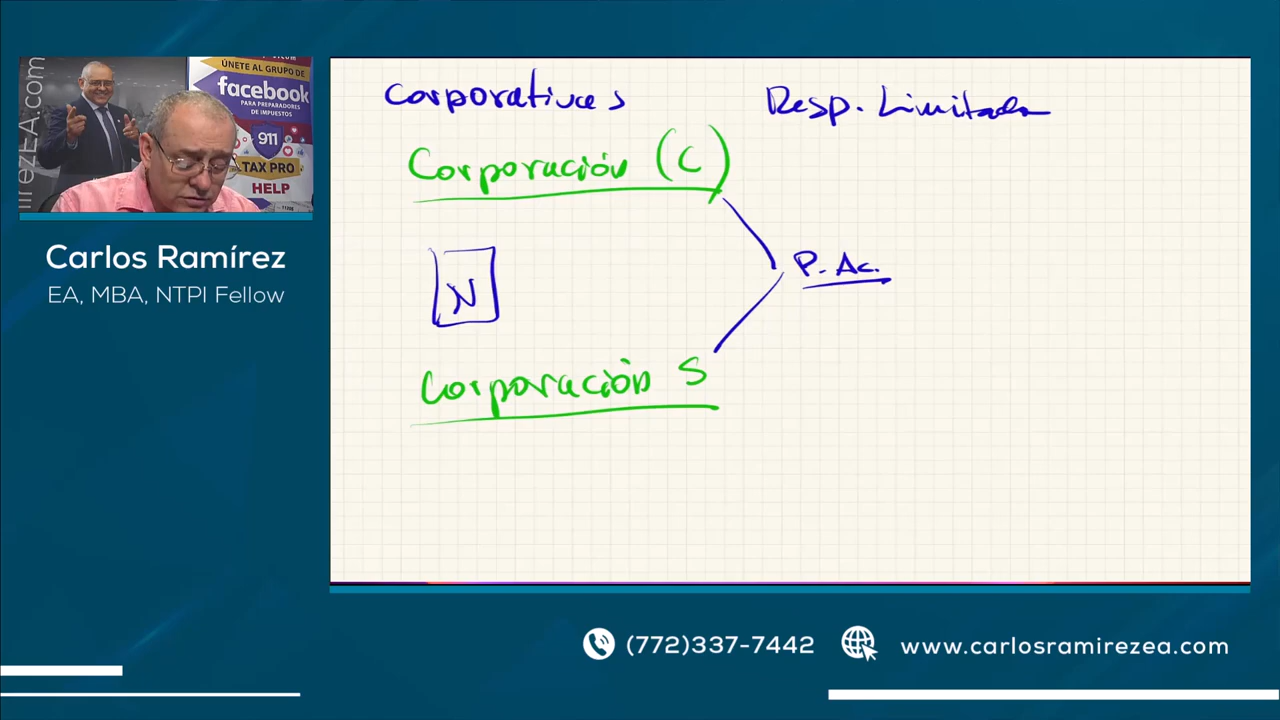 ÚNETE AL GRUPO DE
facebook
PARA PREPARADORES
DE IMPUESTOS
911
TAX PRO
HELP
Carlos Ramírez
EA, MBA, NTPI Fellow
Corporativas Resp. Limitada
Corporación (C)
P. Ac.
N
Corporación S
(772)337-7442 www.carlosramirezea.com